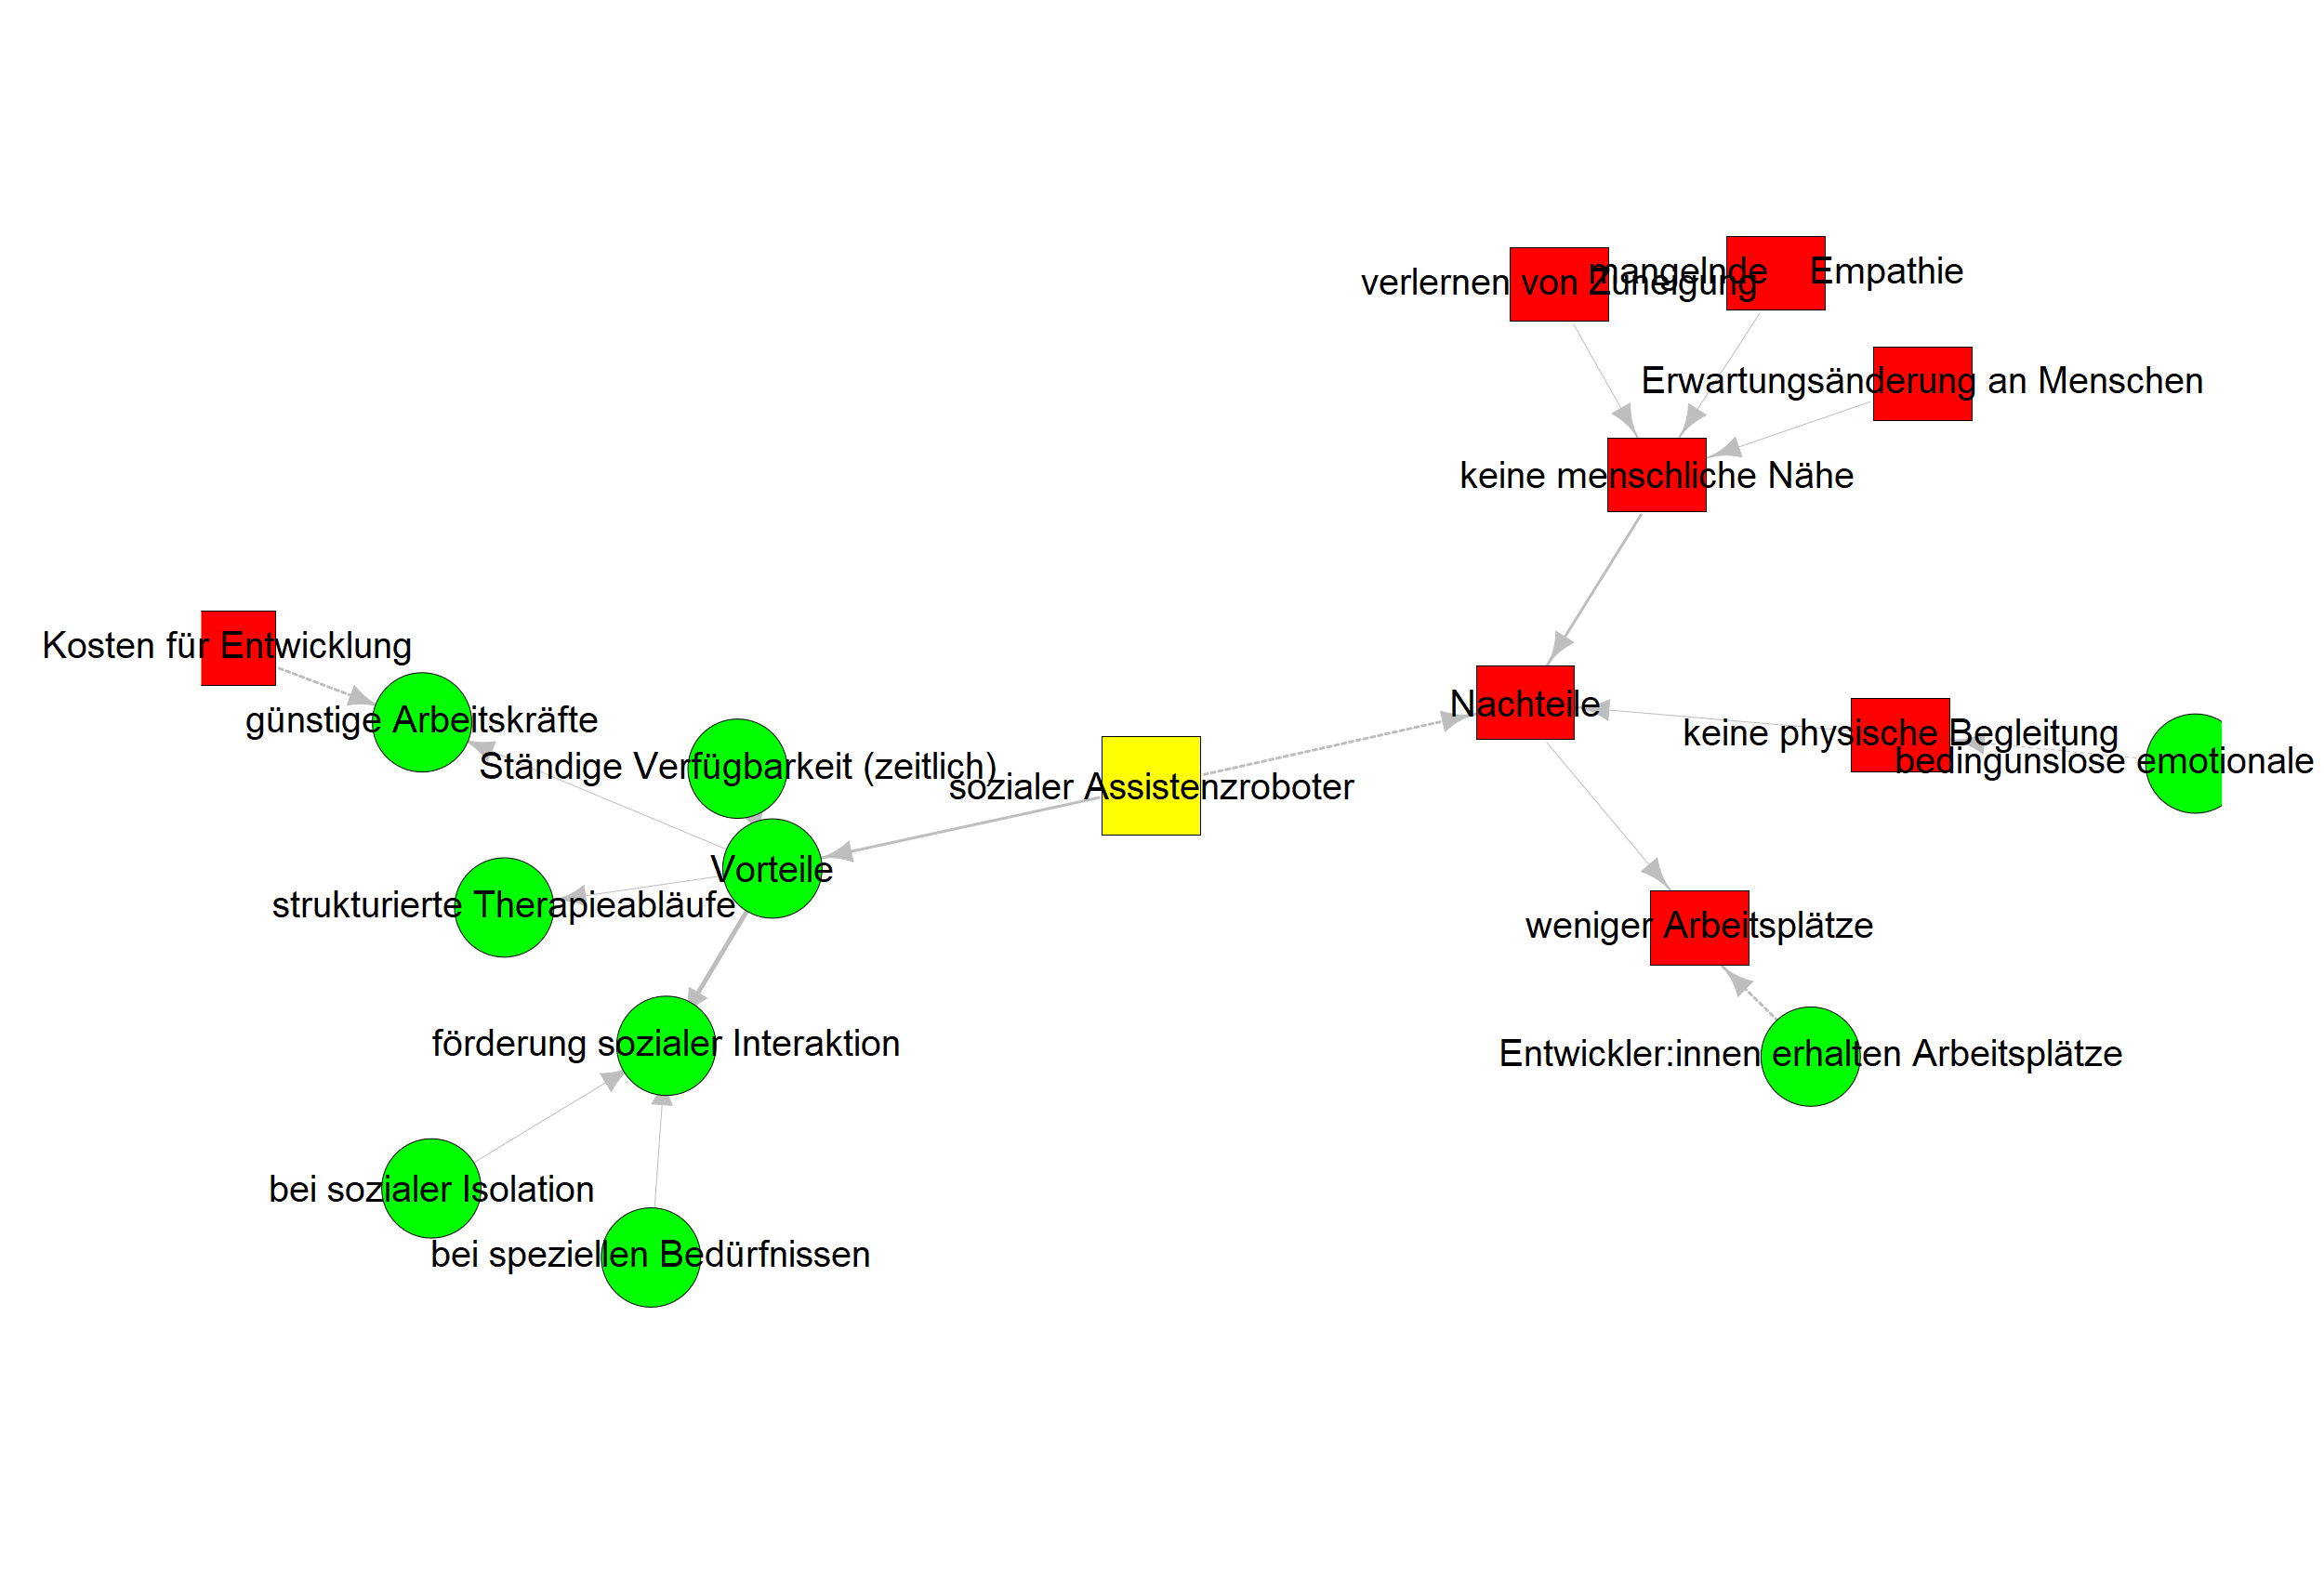 mangelnde Empathie
verlernen von Zuneigung
Erwartungsänderung an Menschen
keine menschliche Nähe
Kosten für Entwicklung
Nachteile
günstige Arbeitskräfte
keine physische Begleitung
bedingunslose emotionale
Ständige Verfügbarkeit (zeitlich)
sozialer Assistenzroboter
Vorteile
strukturierte Therapieabläufe
weniger Arbeitsplätze
förderung sozialer Interaktion
Entwickler:innen erhalten Arbeitsplätze
bei sozialer Isolation
bei speziellen Bedürfnissen